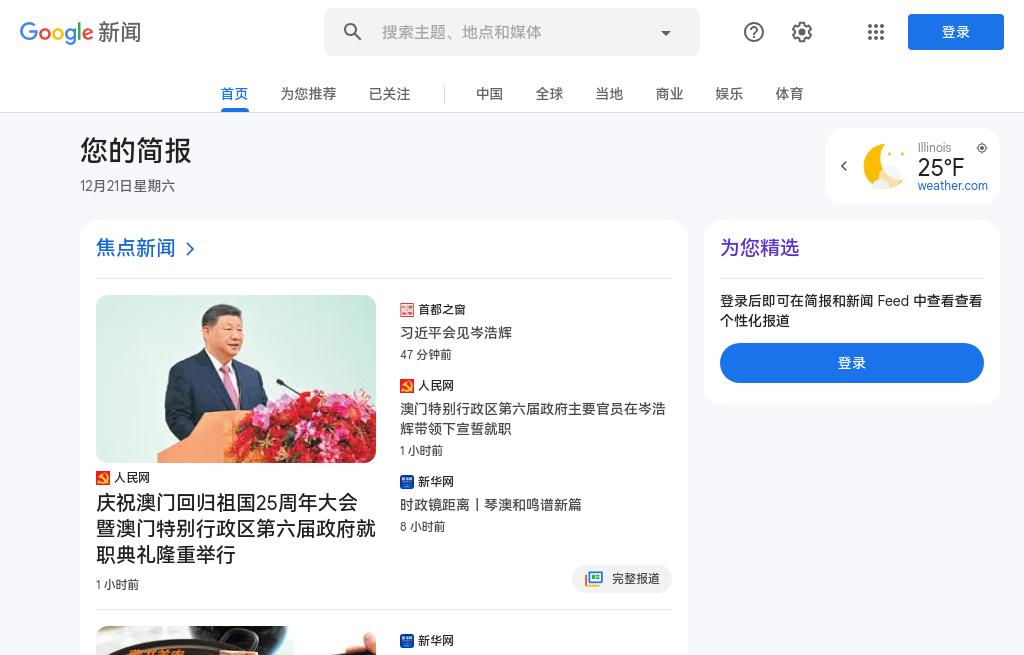 Google 新闻
搜索主题、地点和媒体
登录
首页
为您推荐
已关注
中国
全球
当地
商业
娱乐
体育
您的简报
12月21日星期六
Illinois
25°F
weather.com
焦点新闻
人民网
庆祝澳门回归祖国25周年大会
暨澳门特别行政区第六届政府就
职典礼隆重举行
1 小时前
首都之窗
习近平会见岑浩辉
47 分钟前
人民网
澳门特别行政区第六届政府主要官员在岑浩
辉带领下宣誓就职
1 小时前
新华网
时政镜距离丨琴澳和鸣谱新篇
8 小时前
完整报道
新华网
为您精选
登录后即可在简报和新闻 Feed 中查看查看
个性化报道
登录